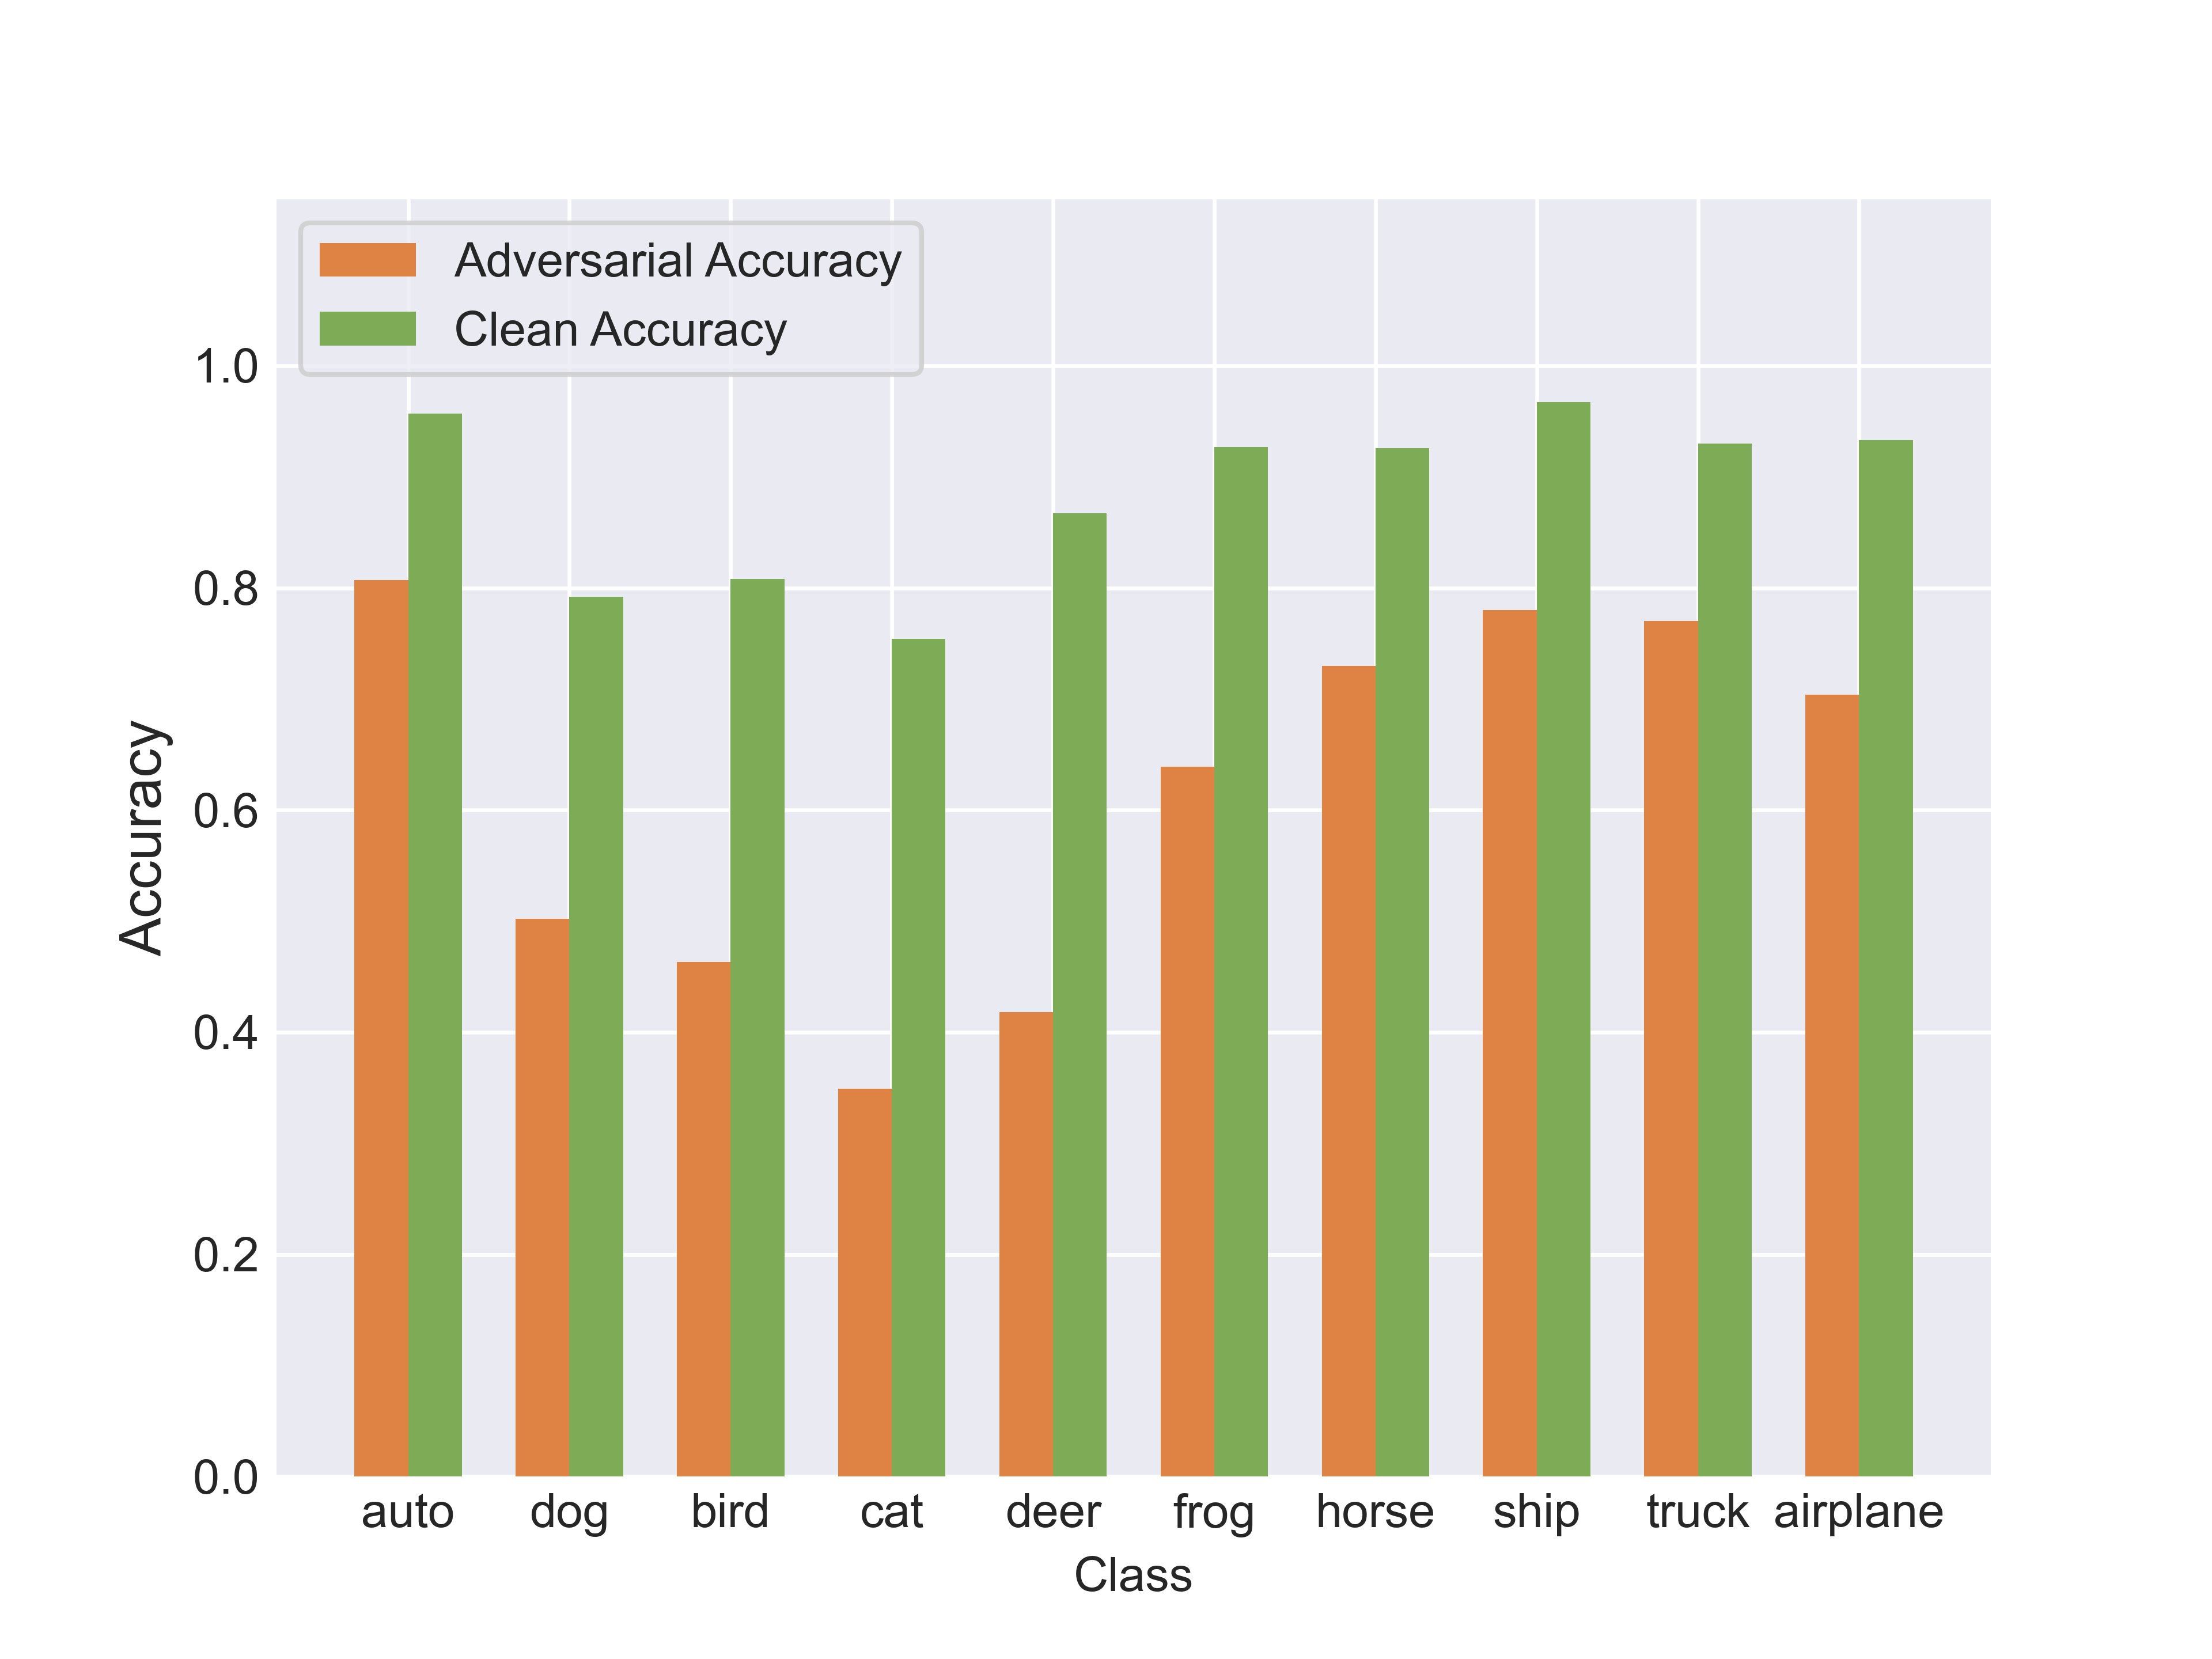 Adversarial Accuracy
Clean Accuracy
1.0
0.8
0.6
0.4
0.2
0.0
Accuracy
auto dog bird cat deer frog horse ship truck airplane
Class